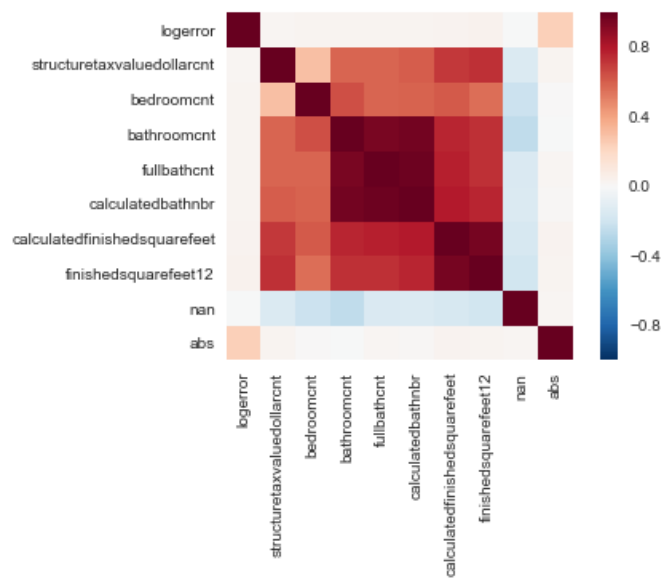 logerror
structuretaxvaluedollarcnt
bedroomcnt
bathroomcnt
fullbathcnt
calculatedbathnbr
calculatedfinishedsquarefeet
finishedsquarefeet12
nan
abs
0.8
0.4
0.0
−0.4
−0.8
logerror
structuretaxvaluedollarcnt
bedroomcnt
bathroomcnt
fullbathcnt
calculatedbathnbr
calculatedfinishedsquarefeet
finishedsquarefeet12
nan
abs